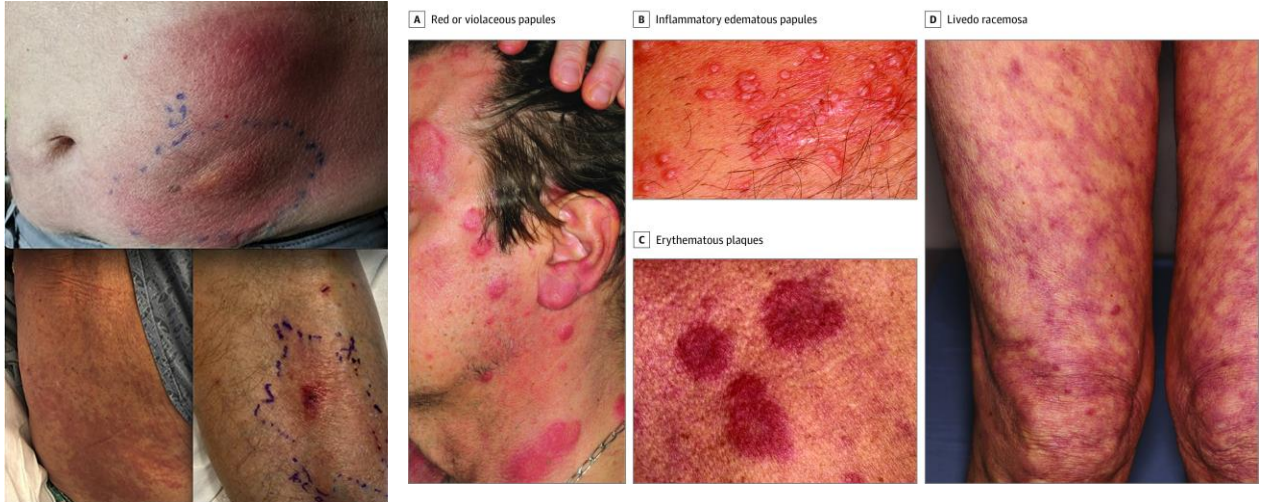 A Red or violaceous papules
B Inflammatory edematous papules
D Livedo racemosa
C Erythematous plaques